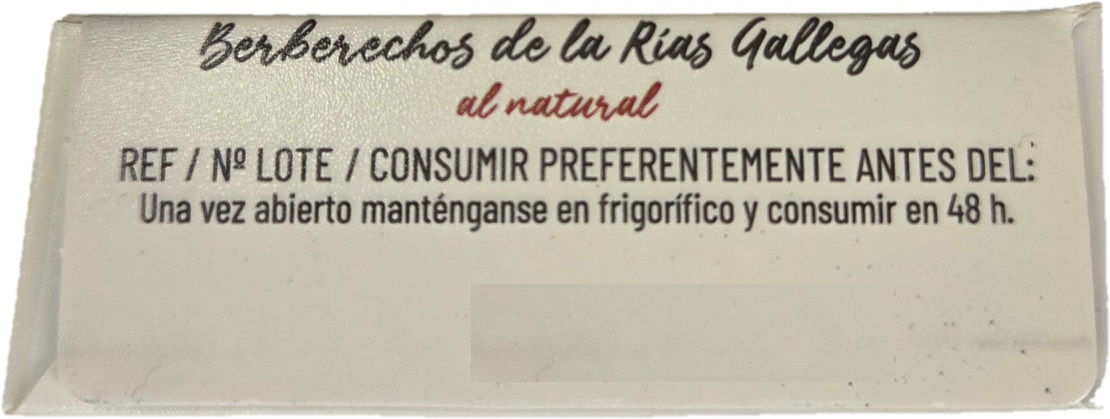 Berberechos de la Rías Gallegas
al natural
REF / Nº LOTE / CONSUMIR PREFERENTEMENTE ANTES DEL:
Una vez abierto manténganse en frigorífico y consumir en 48 h.